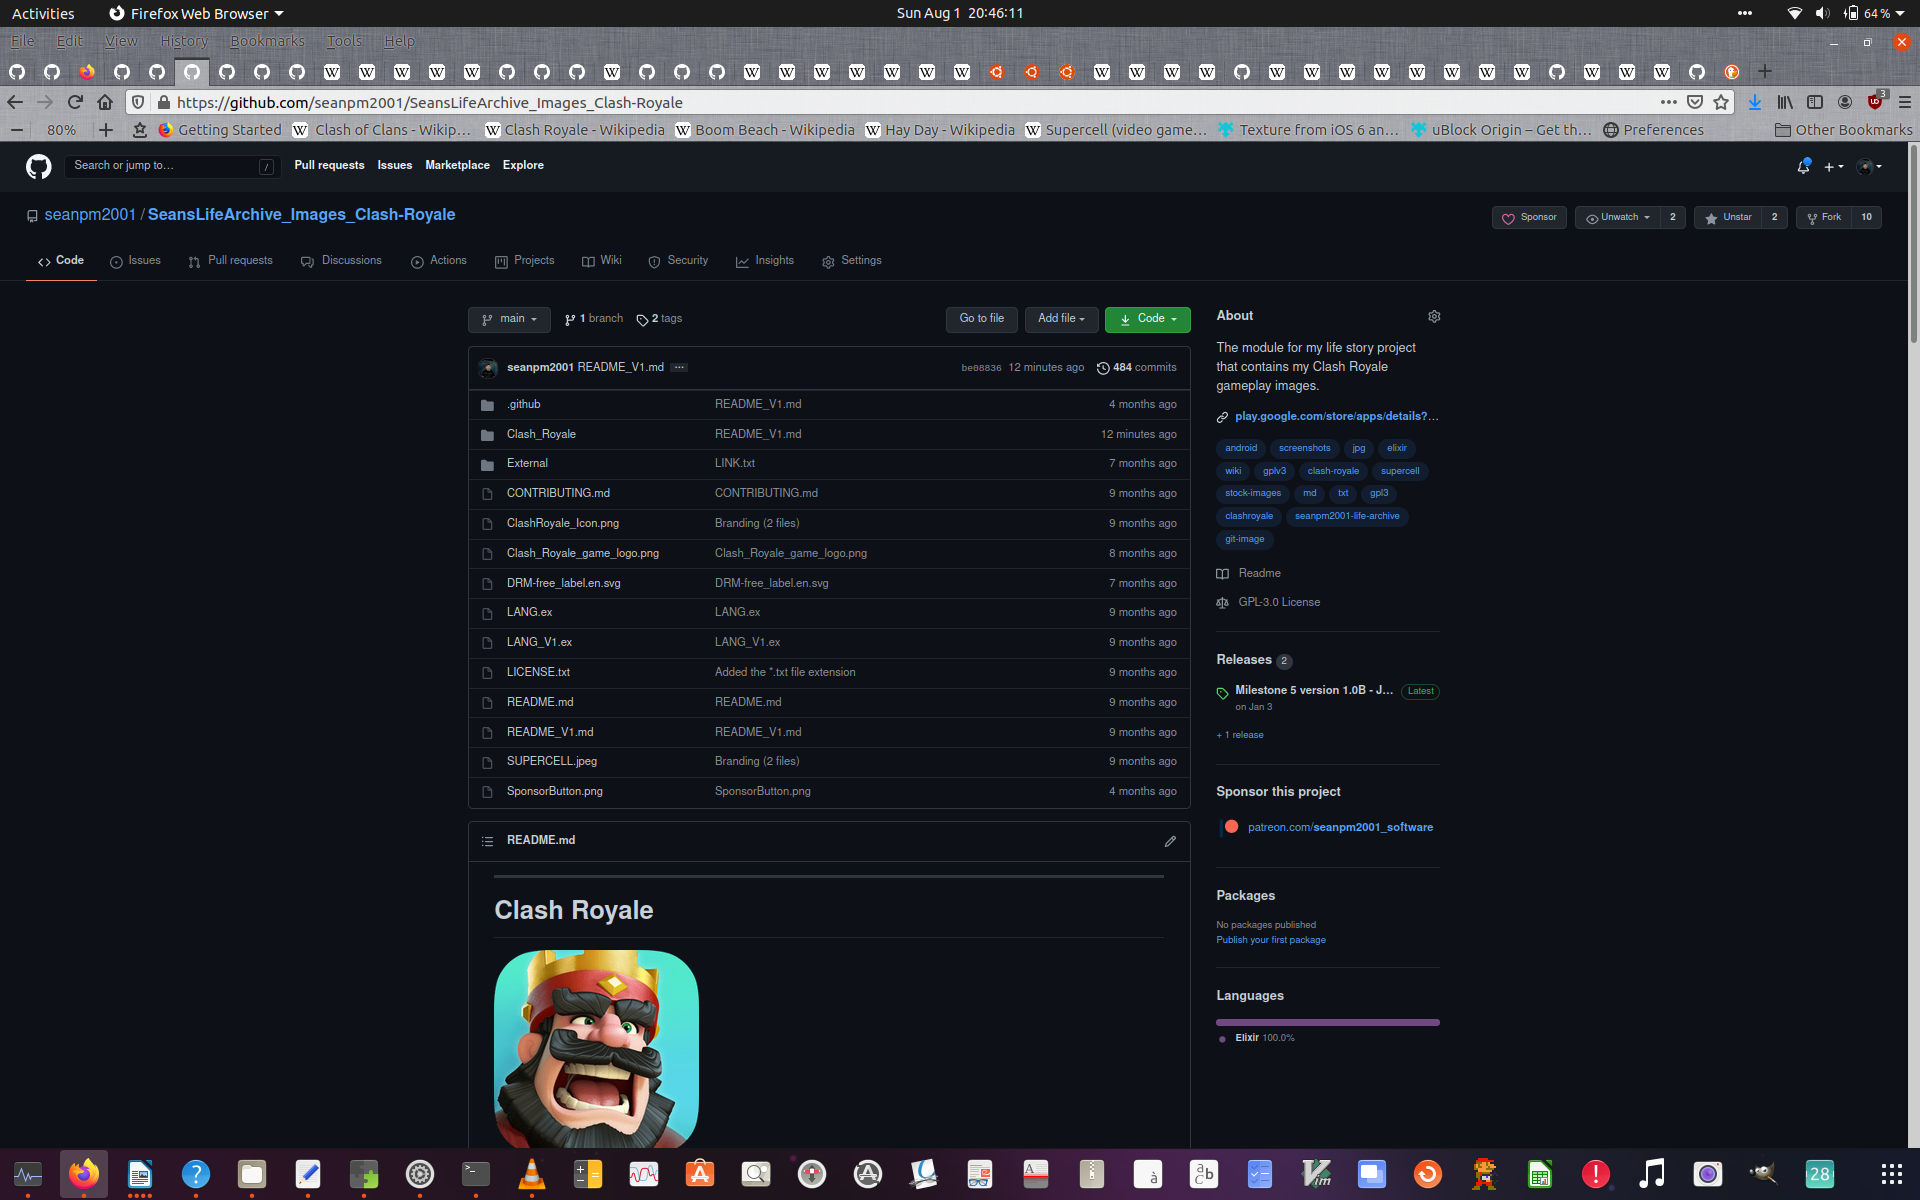 Activities Firefox Web Browser Sun Aug 1 20:46:11 64 %
File Edit View History Bookmarks Tools Help
https://github.com/seanpm2001/SeansLifeArchive_Images_Clash-Royale 3
80% Getting Started Clash of Clans - Wikip… Clash Royale - Wikipedia Boom Beach - Wikipedia Hay Day - Wikipedia Supercell (video game… Texture from iOS 6 an… uBlock Origin – Get th… Preferences Other Bookmarks
Search or jump to… / Pull requests Issues Marketplace Explore
seanpm2001 / SeansLifeArchive_Images_Clash-Royale Sponsor Unwatch 2 Unstar 2 Fork 10
Code Issues Pull requests Discussions Actions Projects Wiki Security Insights Settings
main 1 branch 2 tags Go to file Add file Code
seanpm2001 README_V1.md ··· be08836 12 minutes ago 484 commits
.github README_V1.md 4 months ago
Clash_Royale README_V1.md 12 minutes ago
External LINK.txt 7 months ago
CONTRIBUTING.md CONTRIBUTING.md 9 months ago
ClashRoyale_Icon.png Branding (2 files) 9 months ago
Clash_Royale_game_logo.png Clash_Royale_game_logo.png 8 months ago
DRM-free_label.en.svg DRM-free_label.en.svg 7 months ago
LANG.ex LANG.ex 9 months ago
LANG_V1.ex LANG_V1.ex 9 months ago
LICENSE.txt Added the *.txt file extension 9 months ago
README.md README.md 9 months ago
README_V1.md README_V1.md 9 months ago
SUPERCELL.jpeg Branding (2 files) 9 months ago
SponsorButton.png SponsorButton.png 4 months ago
README.md
Clash Royale
About
The module for my life story project
that contains my Clash Royale
gameplay images.
play.google.com/store/apps/details?…
android screenshots jpg elixir
wiki gplv3 clash-royale supercell
stock-images md txt gpl3
clashroyale seanpm2001-life-archive
git-image
Readme
GPL-3.0 License
Releases 2
Milestone 5 version 1.0B - J… Latest
on Jan 3
+ 1 release
Sponsor this project
patreon.com/seanpm2001_software
Packages
No packages published
Publish your first package
Languages
Elixir 100.0%
28